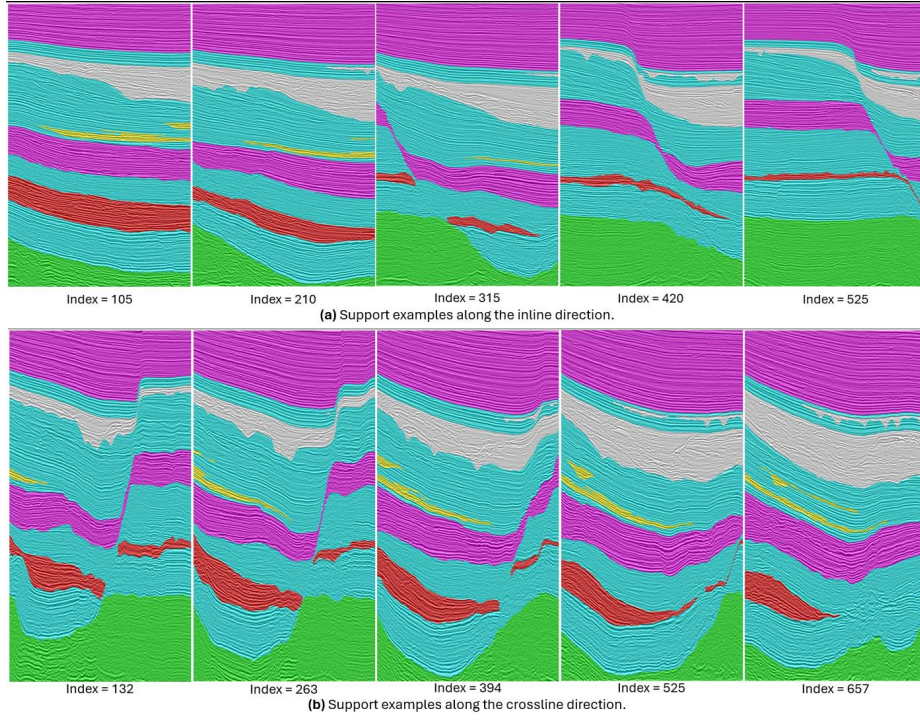 Index = 105 Index = 210 Index = 315 Index = 420 Index = 525
(a) Support examples along the inline direction.
Index = 132 Index = 263 Index = 394 Index = 525 Index = 657
(b) Support examples along the crossline direction.